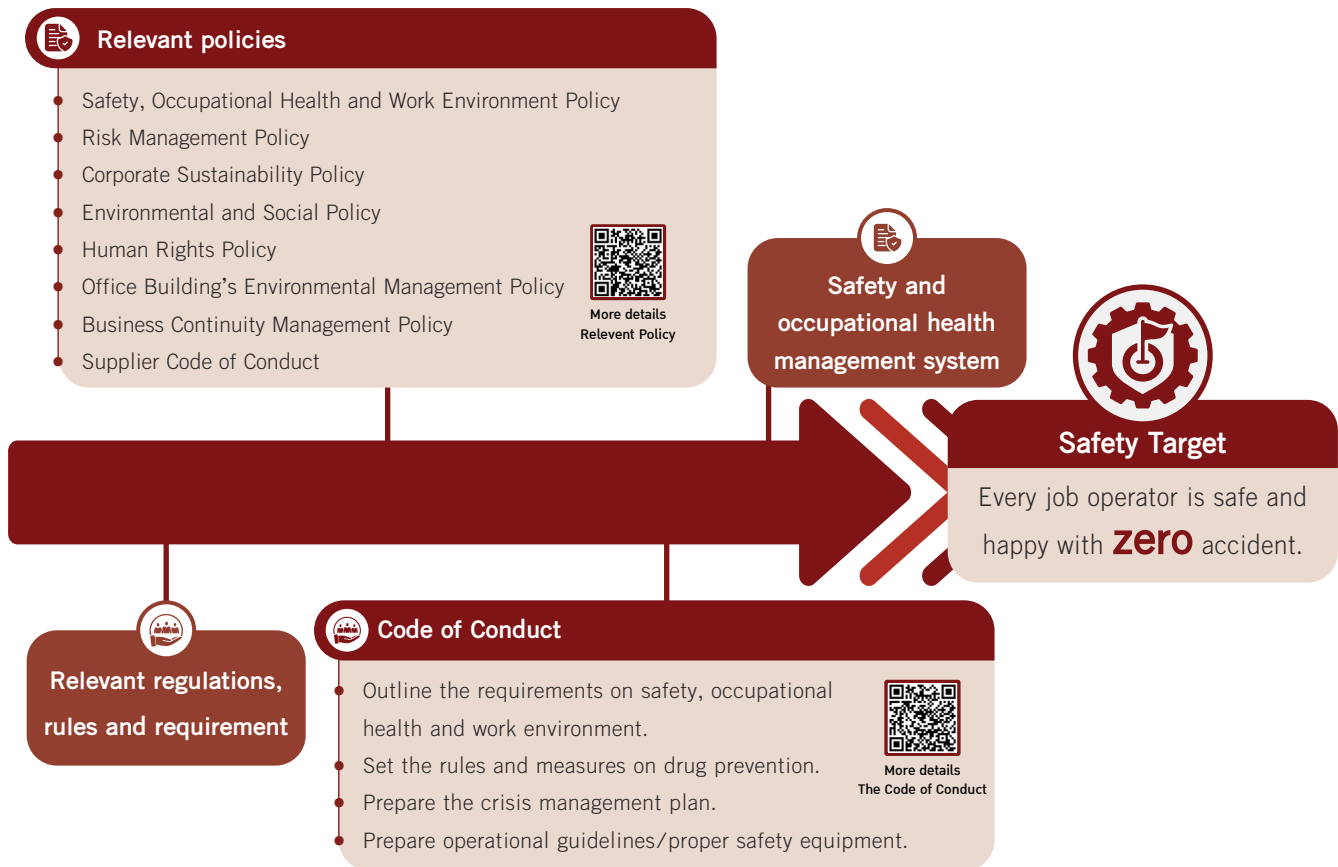 Relevant policies
Safety, Occupational Health and Work Environment Policy
Risk Management Policy
Corporate Sustainability Policy
Environmental and Social Policy
Human Rights Policy
Office Building's Environmental Management Policy
Business Continuity Management Policy
Supplier Code of Conduct
More details
Relevent Policy
Safety and
occupational health
management system
Safety Target
Every job operator is safe and
happy with zero accident.
Relevant regulations,
rules and requirement
Code of Conduct
Outline the requirements on safety, occupational
health and work environment.
Set the rules and measures on drug prevention.
Prepare the crisis management plan.
Prepare operational guidelines/proper safety equipment.
More details
The Code of Conduct